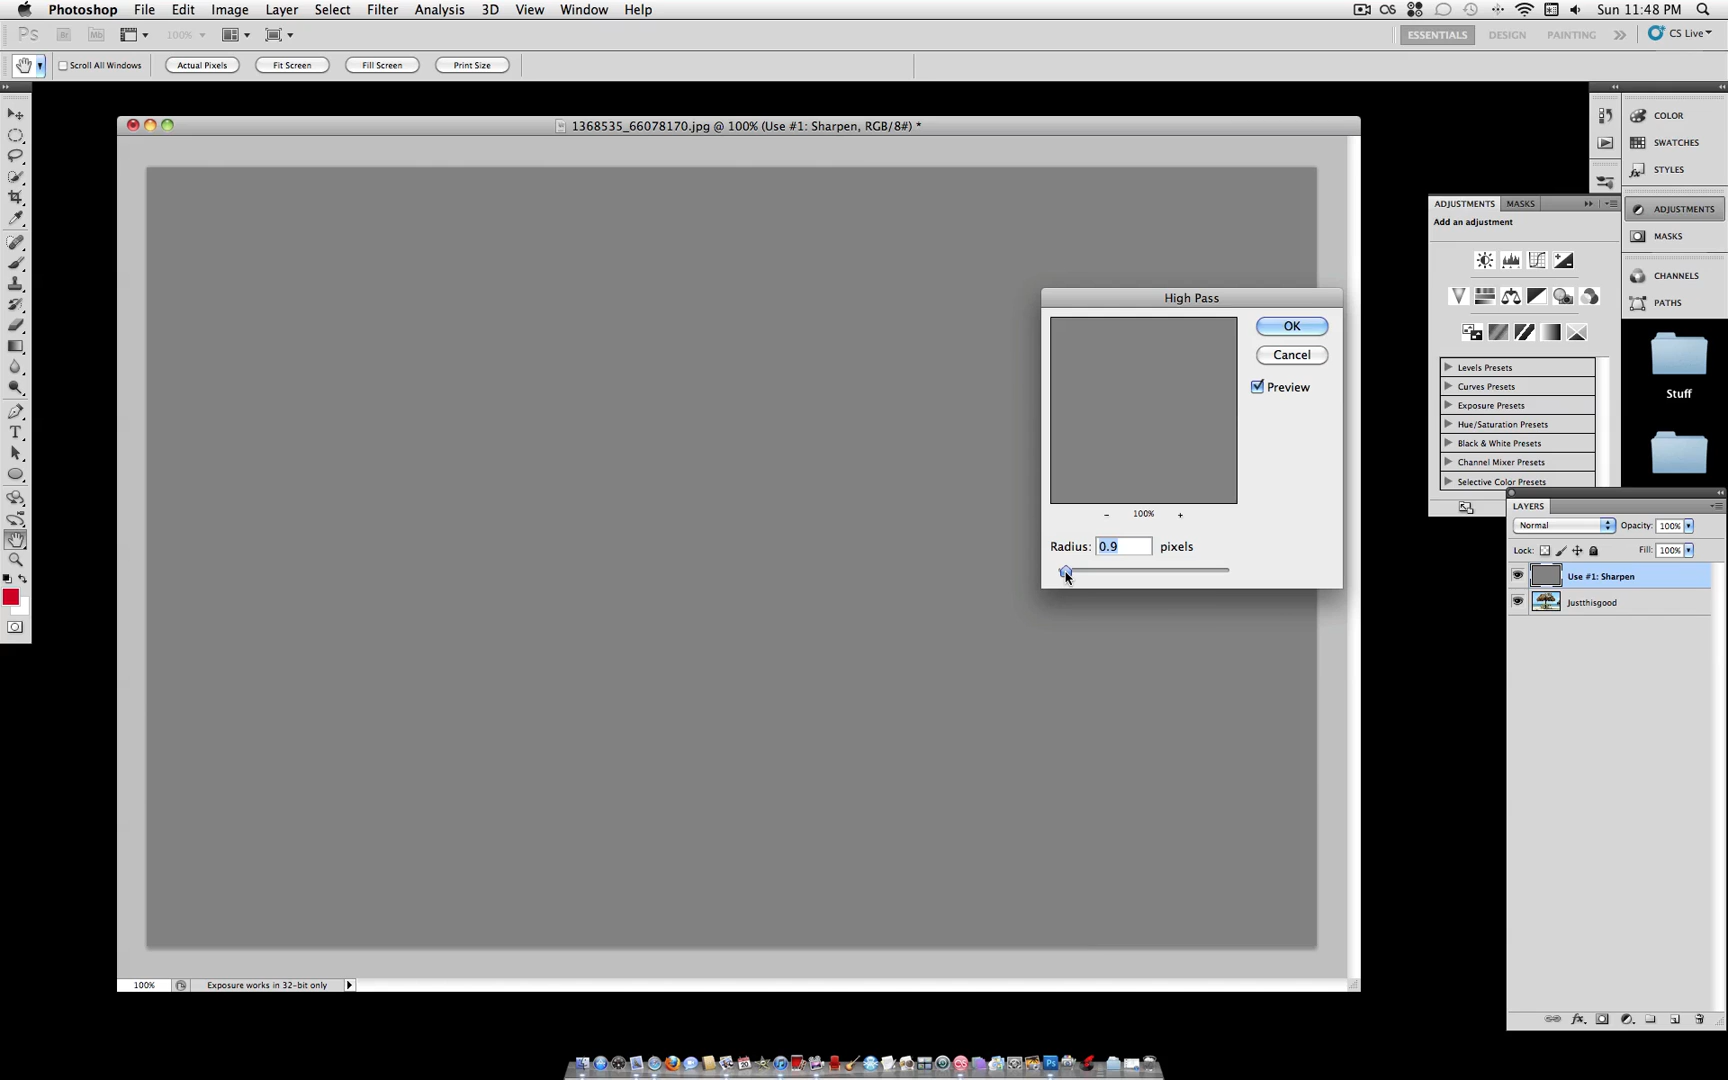 Photoshop File Edit Image Layer Select Filter Analysis 3D View Window Help Sun 11:48 PM
Ps Br Mb 100% ESSENTIALS DESIGN PAINTING CS Live
Scroll All Windows Actual Pixels Fit Screen Fill Screen Print Size
1368535_66078170.jpg @ 100% (Use #1: Sharpen, RGB/8#) *
COLOR
SWATCHES
STYLES
ADJUSTMENTS
MASKS
CHANNELS
PATHS
ADJUSTMENTS MASKS
Add an adjustment
Levels Presets
Curves Presets
Exposure Presets
Hue/Saturation Presets
Black & White Presets
Channel Mixer Presets
Selective Color Presets
Stuff
High Pass
OK
Cancel
Preview
– 100% +
Radius: 0.9 pixels
LAYERS
Normal Opacity: 100%
Lock: Fill: 100%
Use #1: Sharpen
Justthisgood
100% Exposure works in 32-bit only